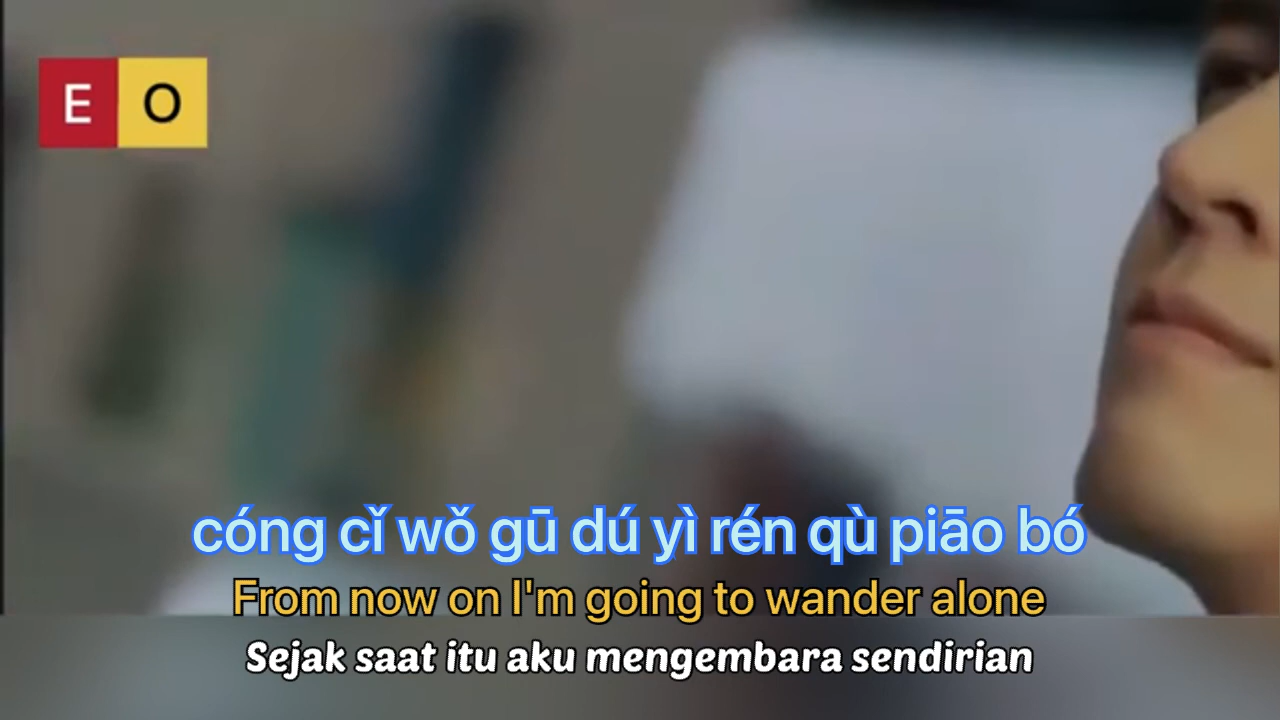 E O
cóng cǐ wǒ gū dú yì rén qù piāo bó
From now on I'm going to wander alone
Sejak saat itu aku mengembara sendirian